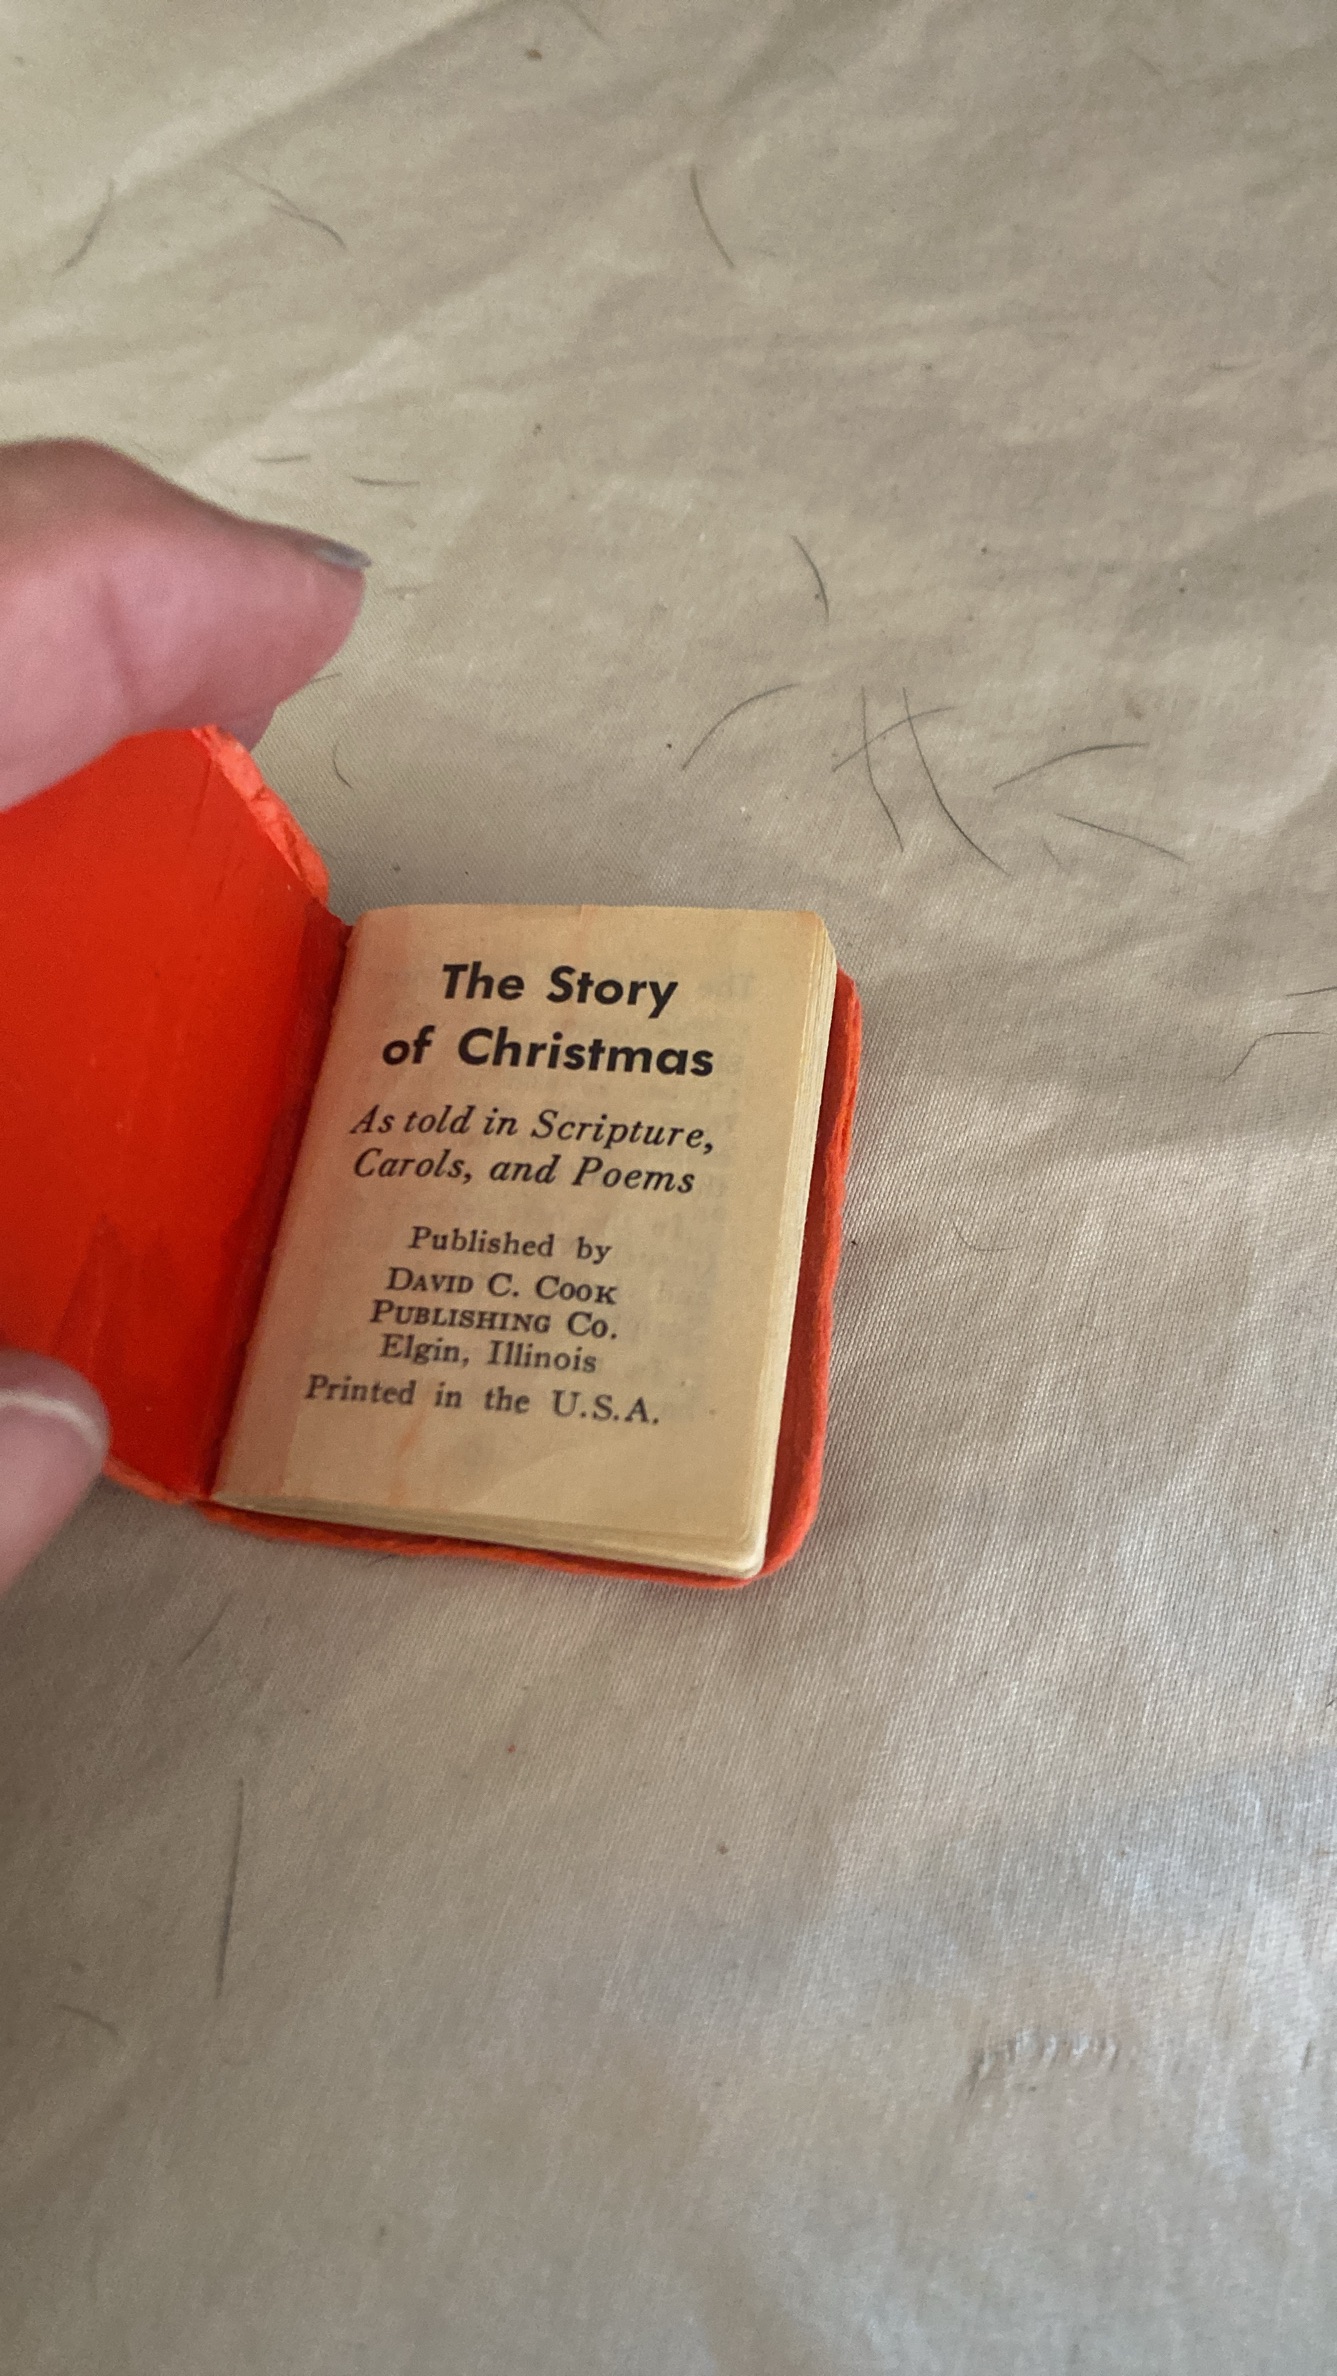 The Story
of Christmas
As told in Scripture,
Carols, and Poems
Published by
DAVID C. COOK
PUBLISHING CO.
Elgin, Illinois
Printed in the U.S.A.